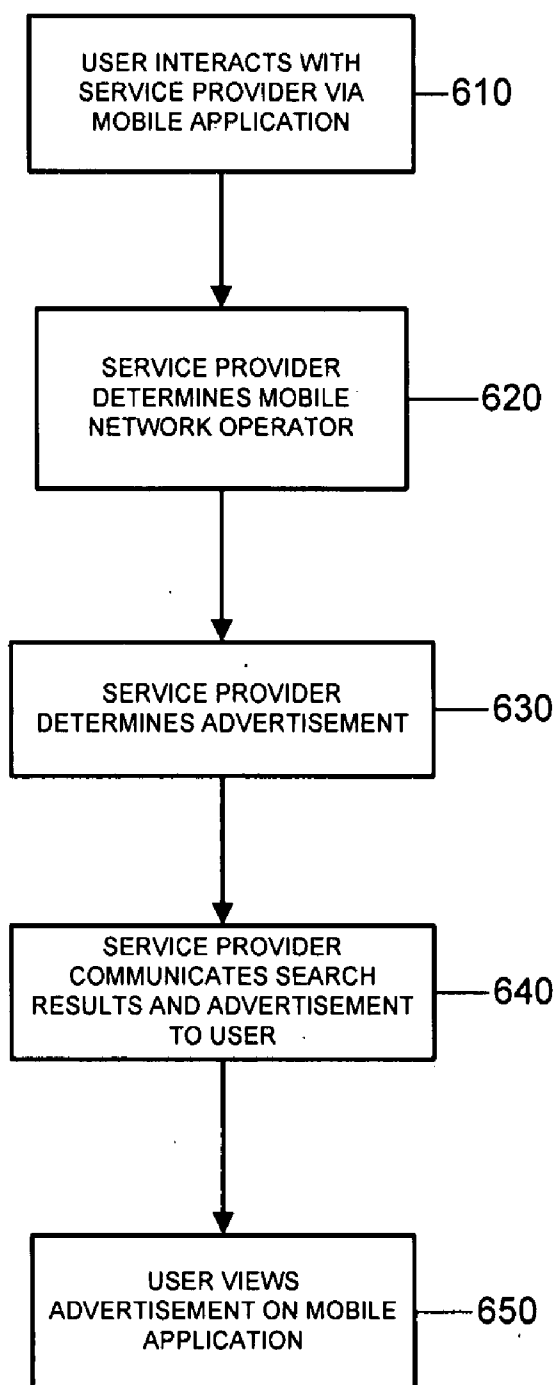 USER INTERACTS WITH
SERVICE PROVIDER VIA
MOBILE APPLICATION
610
SERVICE PROVIDER
DETERMINES MOBILE
NETWORK OPERATOR
620
SERVICE PROVIDER
DETERMINES ADVERTISEMENT
630
SERVICE PROVIDER
COMMUNICATES SEARCH
RESULTS AND ADVERTISEMENT
TO USER
640
USER VIEWS
ADVERTISEMENT ON MOBILE
APPLICATION
650